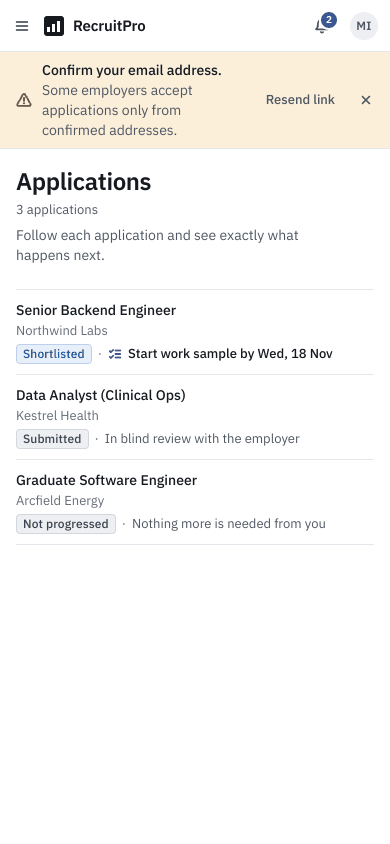 RecruitPro
2
MI
Confirm your email address.
Some employers accept
applications only from
confirmed addresses.
Resend link
Applications
3 applications
Follow each application and see exactly what
happens next.
Senior Backend Engineer
Northwind Labs
Shortlisted · Start work sample by Wed, 18 Nov
Data Analyst (Clinical Ops)
Kestrel Health
Submitted · In blind review with the employer
Graduate Software Engineer
Arcfield Energy
Not progressed · Nothing more is needed from you